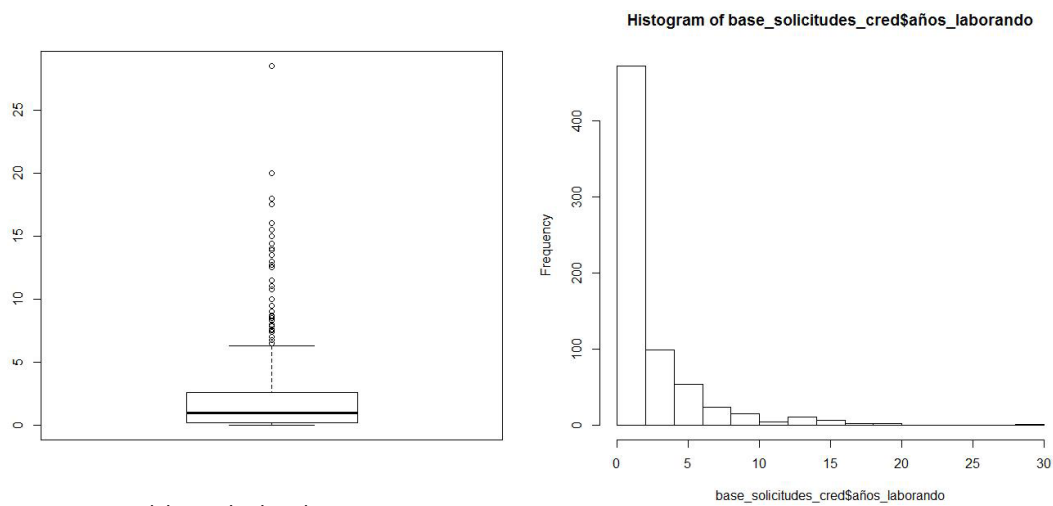 Histogram of base_solicitudes_cred$años_laborando
25
20
15
10
5
0
Frequency
400
300
200
100
0
0 5 10 15 20 25 30
base_solicitudes_cred$años_laborando